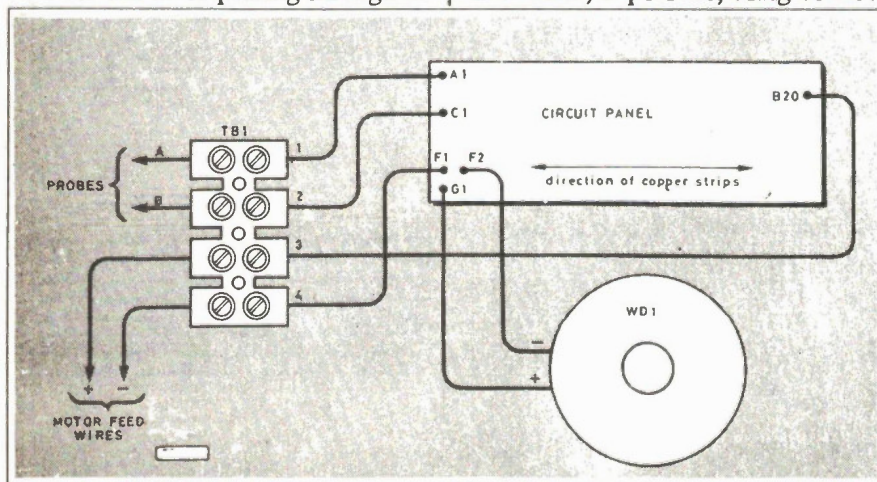 TB1
A
B
PROBES
1
2
3
4
+ −
MOTOR FEED
WIRES
A1
C1
F1 F2
G1
B20
CIRCUIT PANEL
direction of copper strips
WD1
−
+